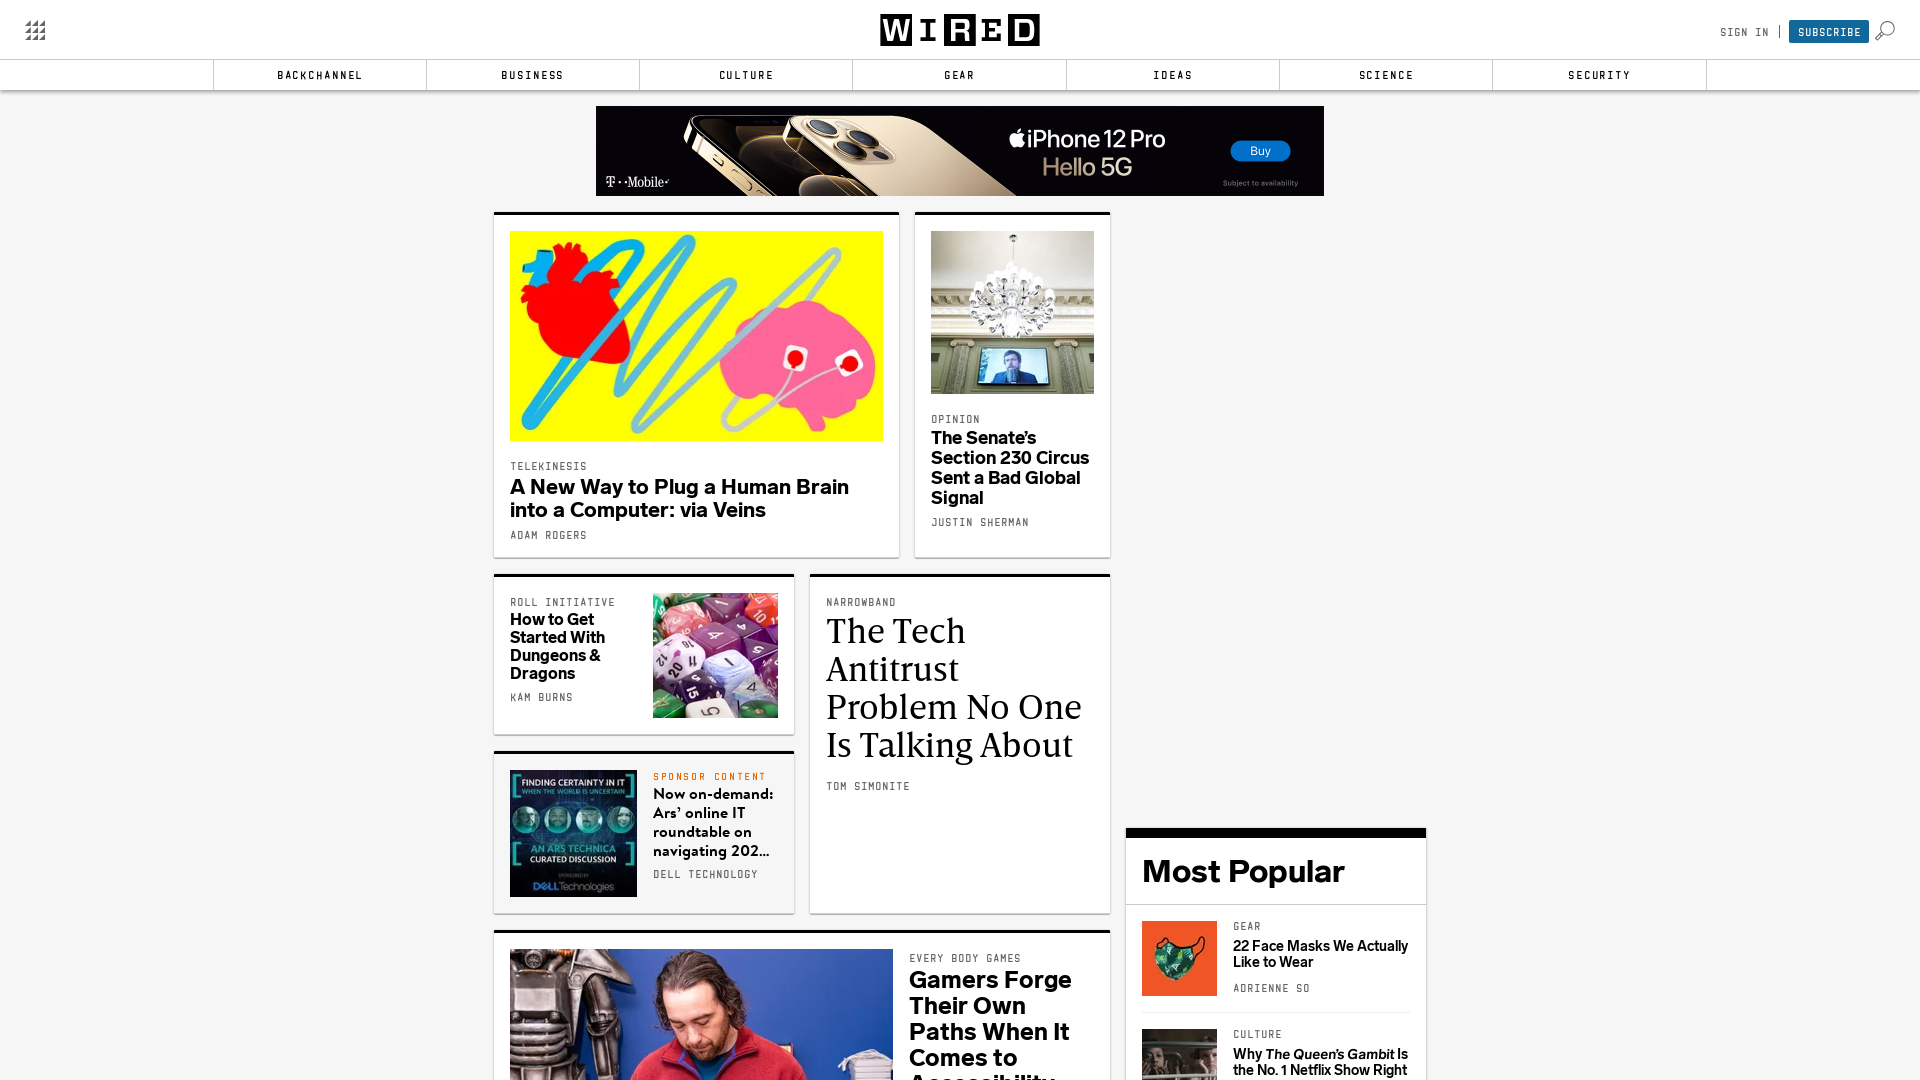 WIRED
SIGN IN
SUBSCRIBE
BACKCHANNEL
BUSINESS
CULTURE
GEAR
IDEAS
SCIENCE
SECURITY
iPhone 12 Pro
Hello 5G
Buy
T-Mobile
Subject to availability
TELEKINESIS
A New Way to Plug a Human Brain
into a Computer: via Veins
ADAM ROGERS
OPINION
The Senate’s
Section 230 Circus
Sent a Bad Global
Signal
JUSTIN SHERMAN
ROLL INITIATIVE
How to Get
Started With
Dungeons &
Dragons
KAM BURNS
NARROWBAND
The Tech
Antitrust
Problem No One
Is Talking About
TOM SIMONITE
FINDING CERTAINTY IN IT
WHEN THE WORLD IS UNCERTAIN
AN ARS TECHNICA
CURATED DISCUSSION
SPONSORED BY
DELL Technologies
SPONSOR CONTENT
Now on-demand:
Ars’ online IT
roundtable on
navigating 202...
DELL TECHNOLOGY
EVERY BODY GAMES
Gamers Forge
Their Own
Paths When It
Comes to
Accessibility
Most Popular
GEAR
22 Face Masks We Actually
Like to Wear
ADRIENNE SO
CULTURE
Why The Queen’s Gambit Is
the No. 1 Netflix Show Right